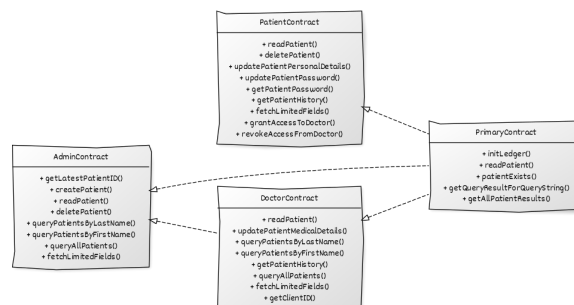 PatientContract
+ readPatient()
+ deletePatient()
+ updatePatientPersonalDetails()
+ updatePatientPassword()
+ getPatientPassword()
+ getPatientHistory()
+ fetchLimitedFields()
+ grantAccessToDoctor()
+ revokeAccessFromDoctor()
PrimaryContract
+ initLedger()
+ readPatient()
+ patientExists()
+ getQueryResultForQueryString()
+ getAllPatientResults()
AdminContract
+ getLatestPatientID()
+ createPatient()
+ readPatient()
+ deletePatient()
+ queryPatientsByLastName()
+ queryPatientsByFirstName()
+ queryAllPatients()
+ fetchLimitedFields()
DoctorContract
+ readPatient()
+ updatePatientMedicalDetails()
+ queryPatientsByLastName()
+ queryPatientsByFirstName()
+ getPatientHistory()
+ queryAllPatients()
+ fetchLimitedFields()
+ getClientID()